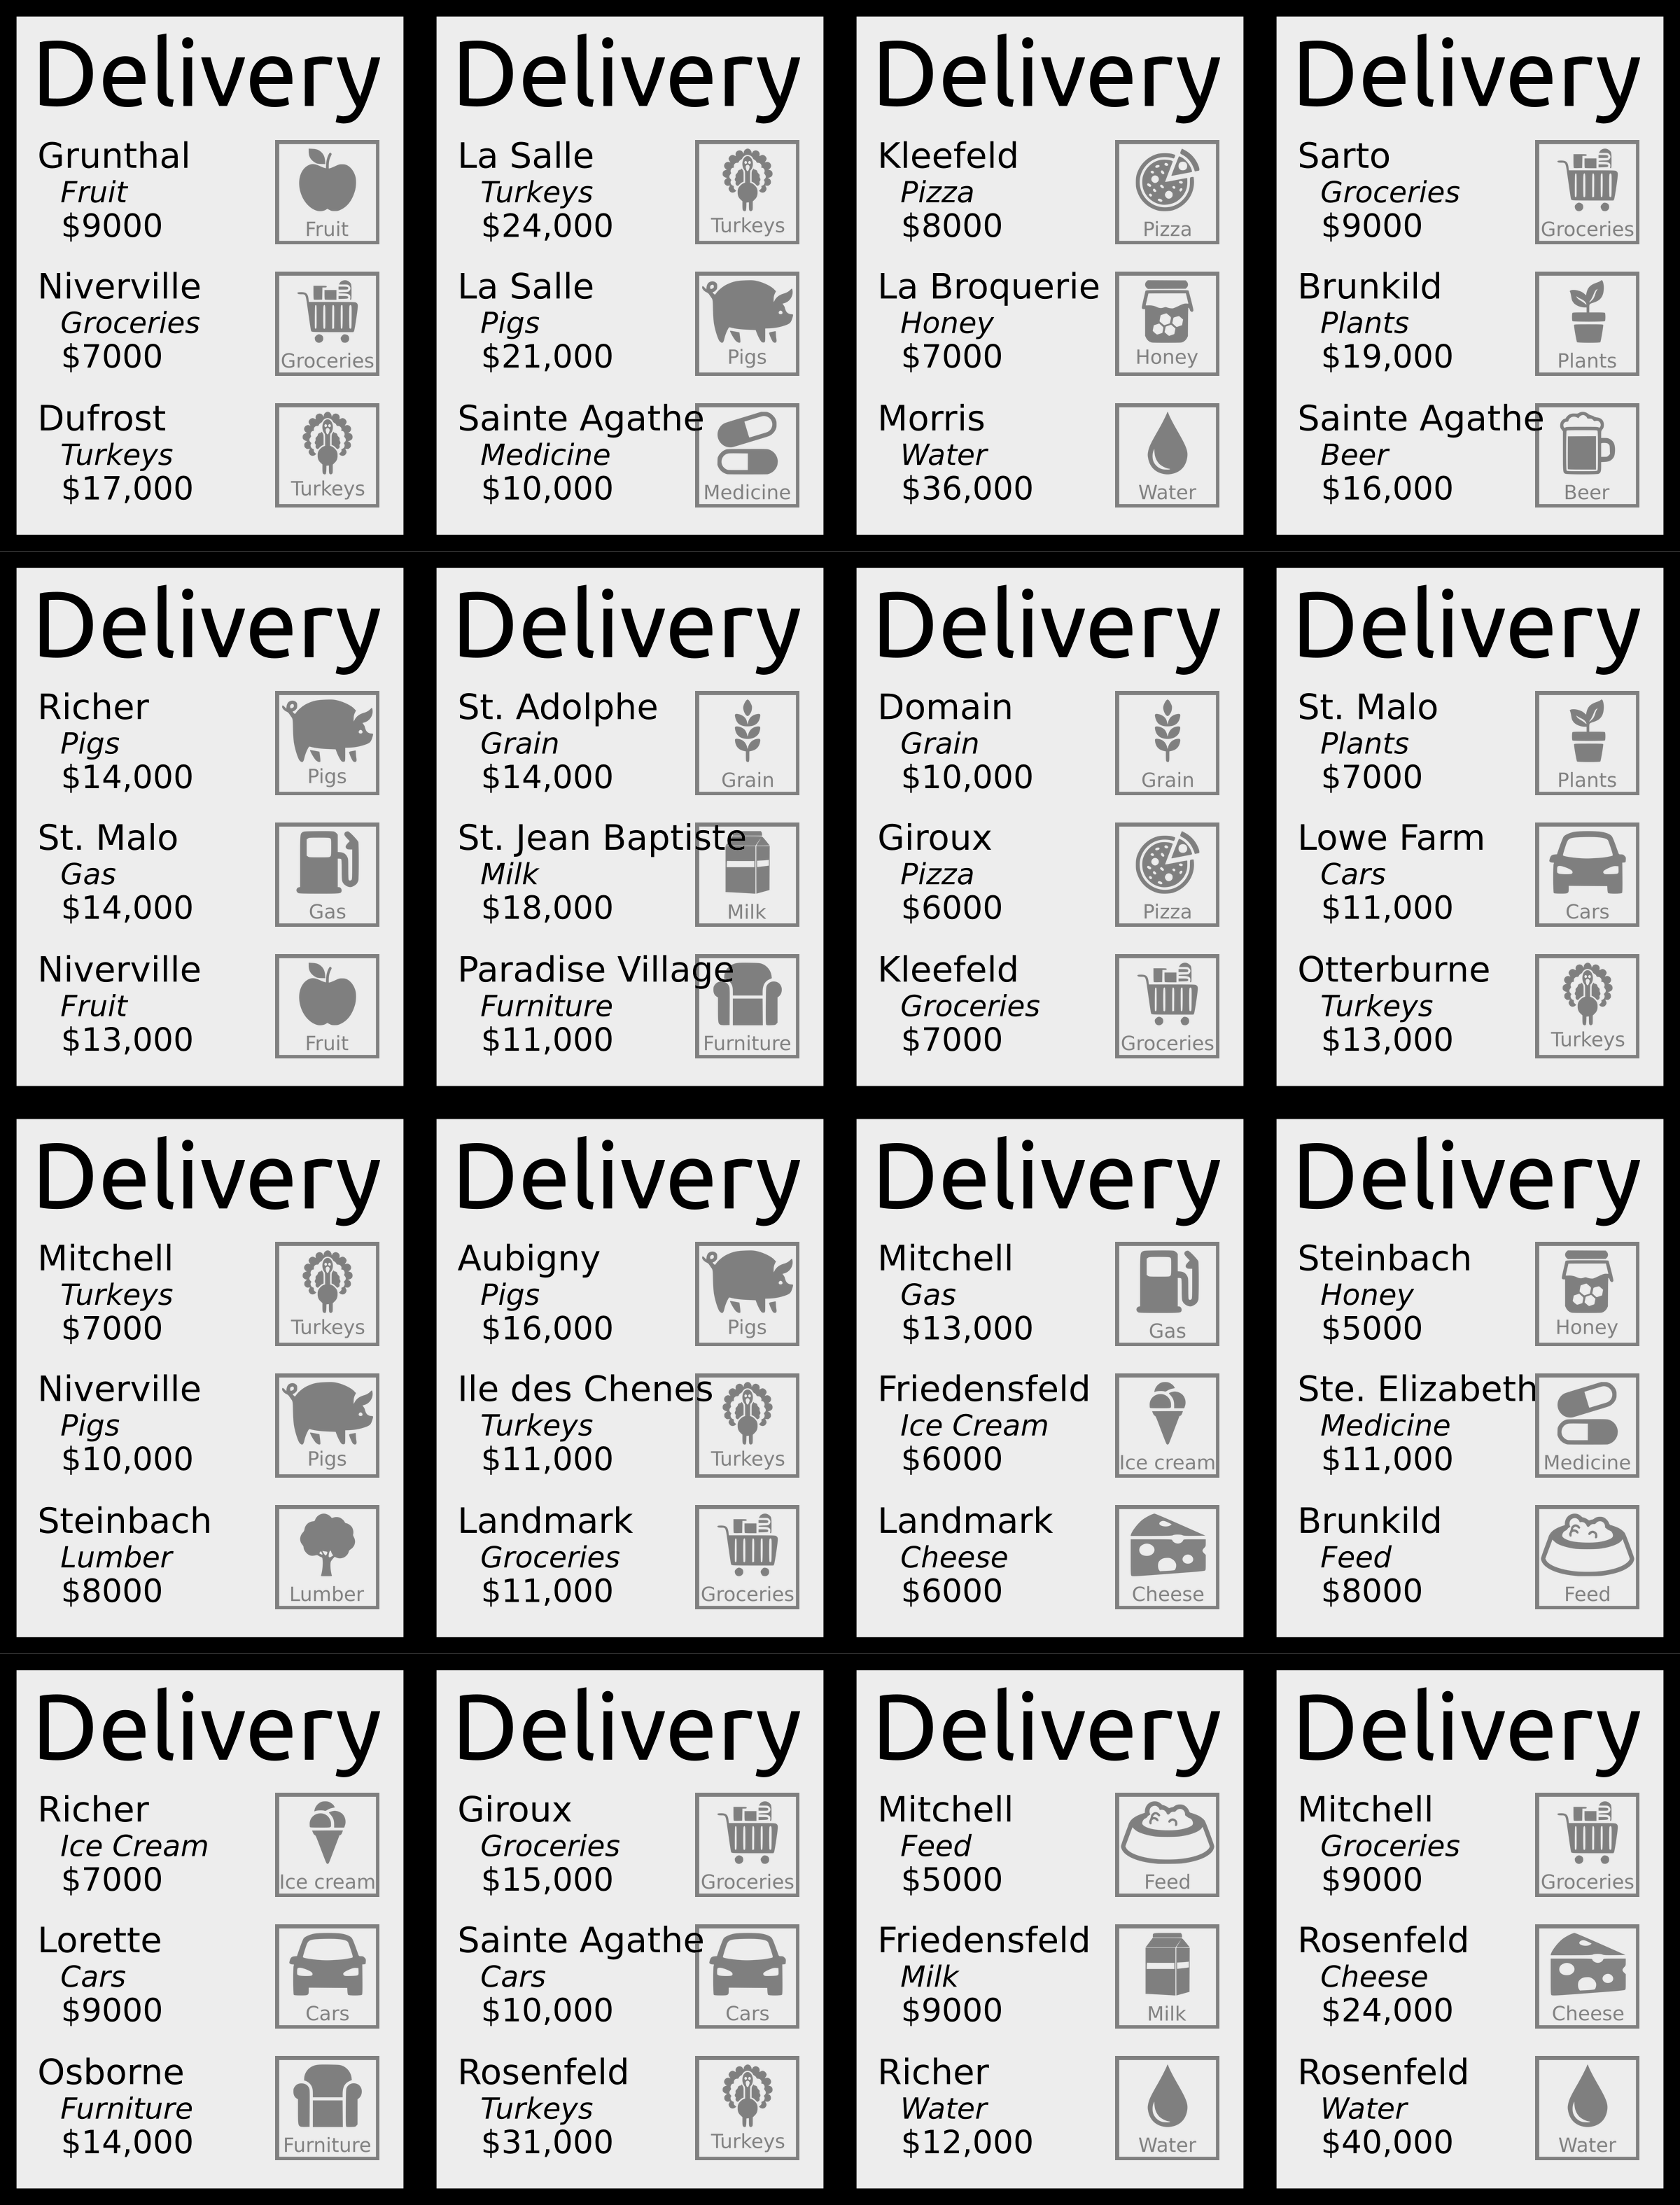 Delivery
Grunthal
Fruit
$9000
Fruit
Niverville
Groceries
$7000
Groceries
Dufrost
Turkeys
$17,000
Turkeys
Delivery
La Salle
Turkeys
$24,000
Turkeys
La Salle
Pigs
$21,000
Pigs
Sainte Agathe
Medicine
$10,000
Medicine
Delivery
Kleefeld
Pizza
$8000
Pizza
La Broquerie
Honey
$7000
Honey
Morris
Water
$36,000
Water
Delivery
Sarto
Groceries
$9000
Groceries
Brunkild
Plants
$19,000
Plants
Sainte Agathe
Beer
$16,000
Beer
Delivery
Richer
Pigs
$14,000
Pigs
St. Malo
Gas
$14,000
Gas
Niverville
Fruit
$13,000
Fruit
Delivery
St. Adolphe
Grain
$14,000
Grain
St. Jean Baptiste
Milk
$18,000
Milk
Paradise Village
Furniture
$11,000
Furniture
Delivery
Domain
Grain
$10,000
Grain
Giroux
Pizza
$6000
Pizza
Kleefeld
Groceries
$7000
Groceries
Delivery
St. Malo
Plants
$7000
Plants
Lowe Farm
Cars
$11,000
Cars
Otterburne
Turkeys
$13,000
Turkeys
Delivery
Mitchell
Turkeys
$7000
Turkeys
Niverville
Pigs
$10,000
Pigs
Steinbach
Lumber
$8000
Lumber
Delivery
Aubigny
Pigs
$16,000
Pigs
Ile des Chenes
Turkeys
$11,000
Turkeys
Landmark
Groceries
$11,000
Groceries
Delivery
Mitchell
Gas
$13,000
Gas
Friedensfeld
Ice Cream
$6000
Ice cream
Landmark
Cheese
$6000
Cheese
Delivery
Steinbach
Honey
$5000
Honey
Ste. Elizabeth
Medicine
$11,000
Medicine
Brunkild
Feed
$8000
Feed
Delivery
Richer
Ice Cream
$7000
Ice cream
Lorette
Cars
$9000
Cars
Osborne
Furniture
$14,000
Furniture
Delivery
Giroux
Groceries
$15,000
Groceries
Sainte Agathe
Cars
$10,000
Cars
Rosenfeld
Turkeys
$31,000
Turkeys
Delivery
Mitchell
Feed
$5000
Feed
Friedensfeld
Milk
$9000
Milk
Richer
Water
$12,000
Water
Delivery
Mitchell
Groceries
$9000
Groceries
Rosenfeld
Cheese
$24,000
Cheese
Rosenfeld
Water
$40,000
Water